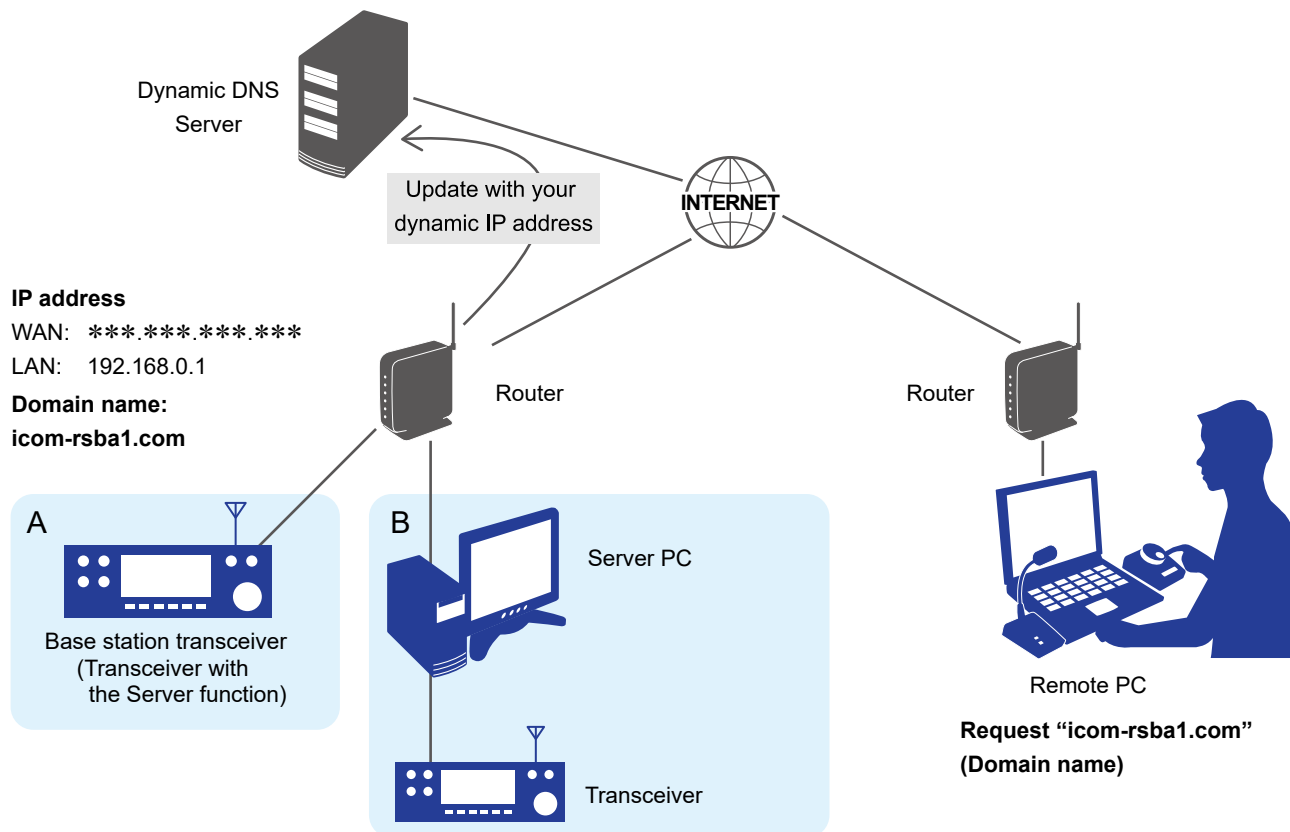 Dynamic DNS
Server
Update with your
dynamic IP address
INTERNET
IP address
WAN: ***.***.***.***
LAN: 192.168.0.1
Domain name:
icom-rsba1.com
Router
Router
A
Base station transceiver
(Transceiver with
the Server function)
B
Server PC
Transceiver
Remote PC
Request “icom-rsba1.com”
(Domain name)